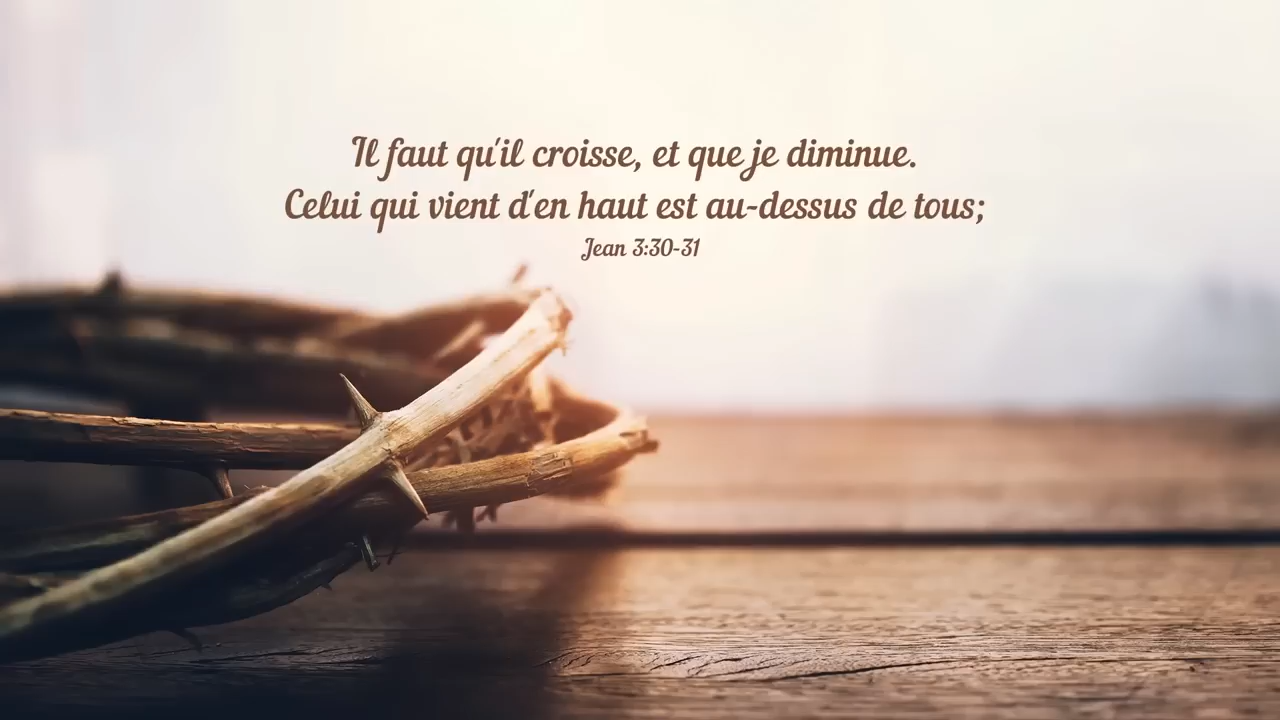 Il faut qu'il croisse, et que je diminue.
Celui qui vient d'en haut est au-dessus de tous;
Jean 3:30-31